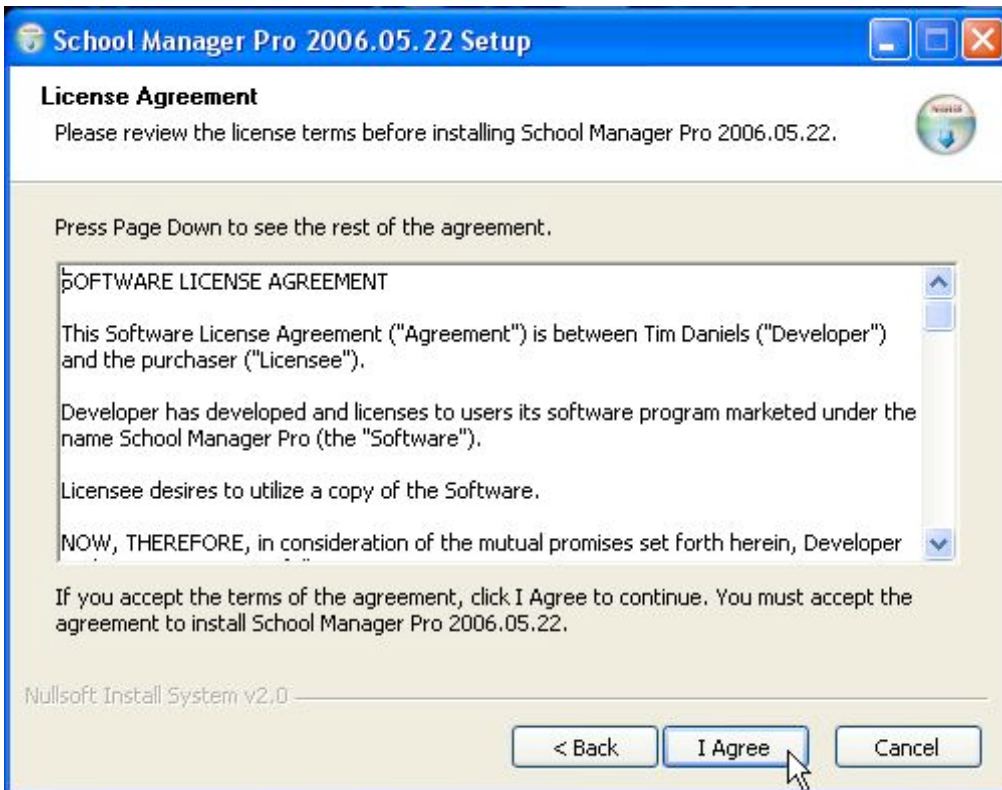 School Manager Pro 2006.05.22 Setup
License Agreement
Please review the license terms before installing School Manager Pro 2006.05.22.
Press Page Down to see the rest of the agreement.
SOFTWARE LICENSE AGREEMENT
This Software License Agreement ("Agreement") is between Tim Daniels ("Developer")
and the purchaser ("Licensee").
Developer has developed and licenses to users its software program marketed under the
name School Manager Pro (the "Software").
Licensee desires to utilize a copy of the Software.
NOW, THEREFORE, in consideration of the mutual promises set forth herein, Developer
If you accept the terms of the agreement, click I Agree to continue. You must accept the
agreement to install School Manager Pro 2006.05.22.
Nullsoft Install System v2.0
< Back
I Agree
Cancel